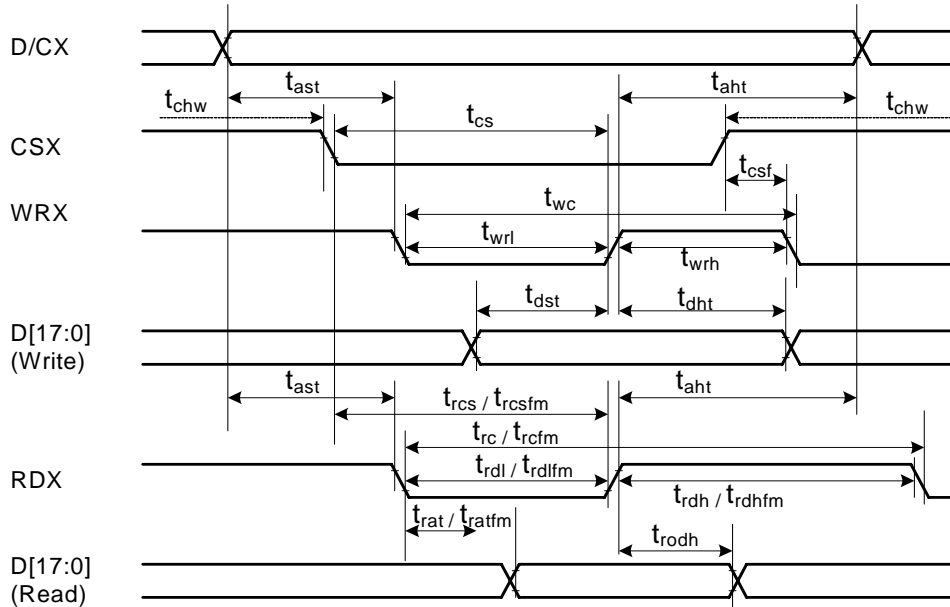 D/CX
t_ast t_aht
t_chw t_chw
t_cs
CSX
t_csf
WRX
t_wc
t_wrl
t_wrh
t_dst t_dht
D[17:0]
(Write)
t_ast t_aht
t_rcs / t_rcsfm
t_rc / t_rcfm
RDX
t_rdl / t_rdlfm
t_rdh / t_rdhfm
t_rat / t_ratfm
t_rodh
D[17:0]
(Read)